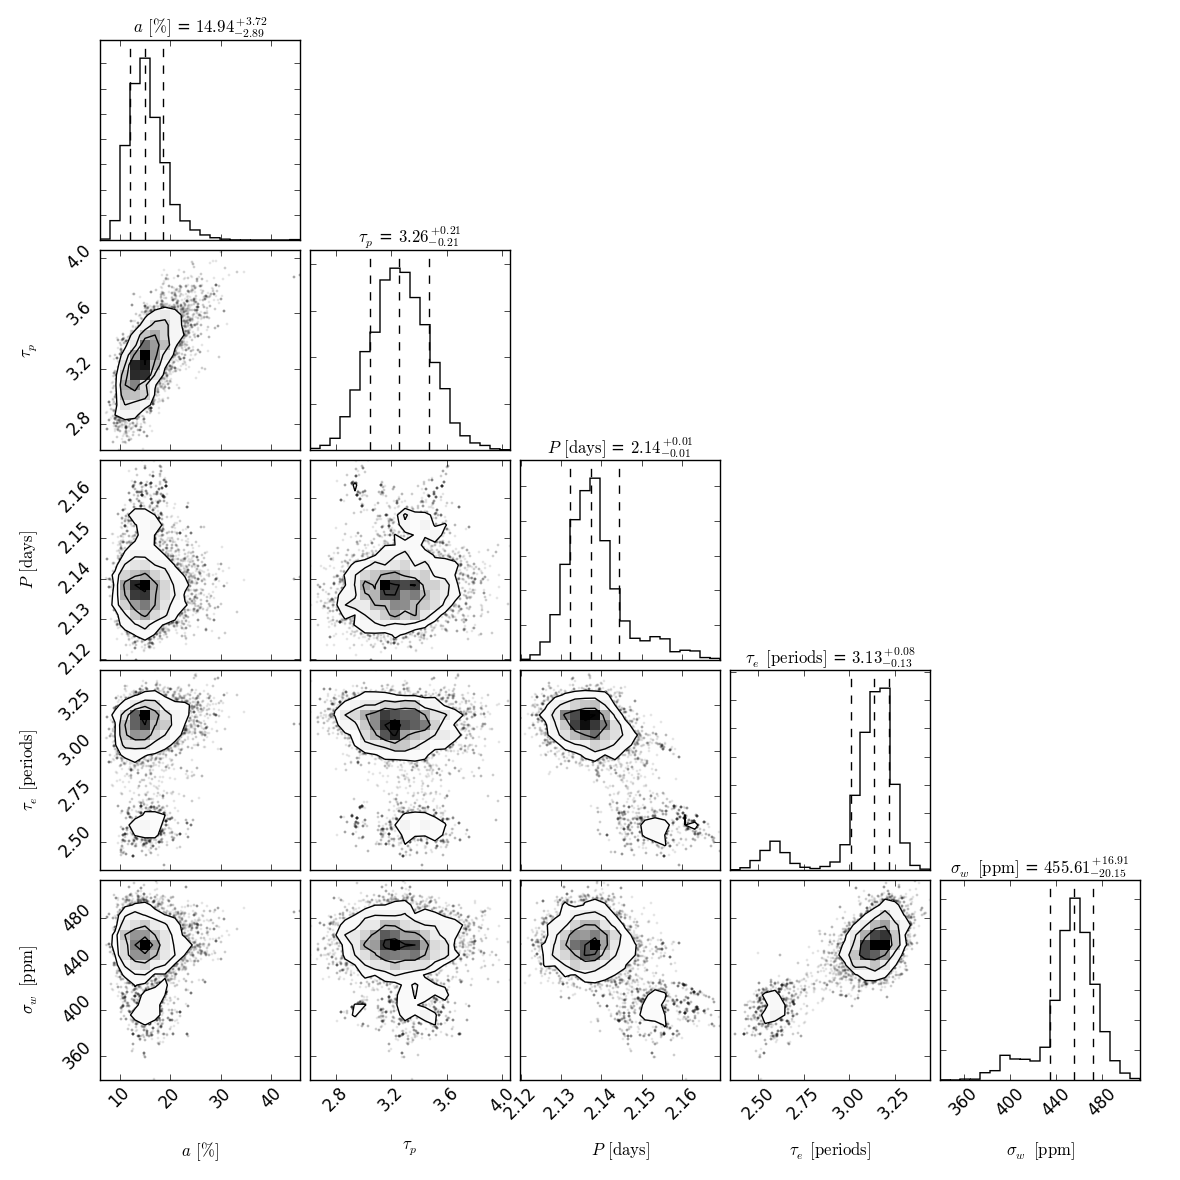 a [%] = 14.94 +3.72 −2.89
4.0
3.6
3.2
2.8
τp
τp = 3.26 +0.21 −0.21
2.16
2.15
2.14
2.13
2.12
P [days]
P [days] = 2.14 +0.01 −0.01
3.25
3.00
2.75
2.50
τe [periods]
τe [periods] = 3.13 +0.08 −0.13
480
440
400
360
σw [ppm]
σw [ppm] = 455.61 +16.91 −20.15
10 20 30 40 2.8 3.2 3.6 4.0 2.12 2.13 2.14 2.15 2.16 2.50 2.75 3.00 3.25 360 400 440 480
a [%] τp P [days] τe [periods] σw [ppm]